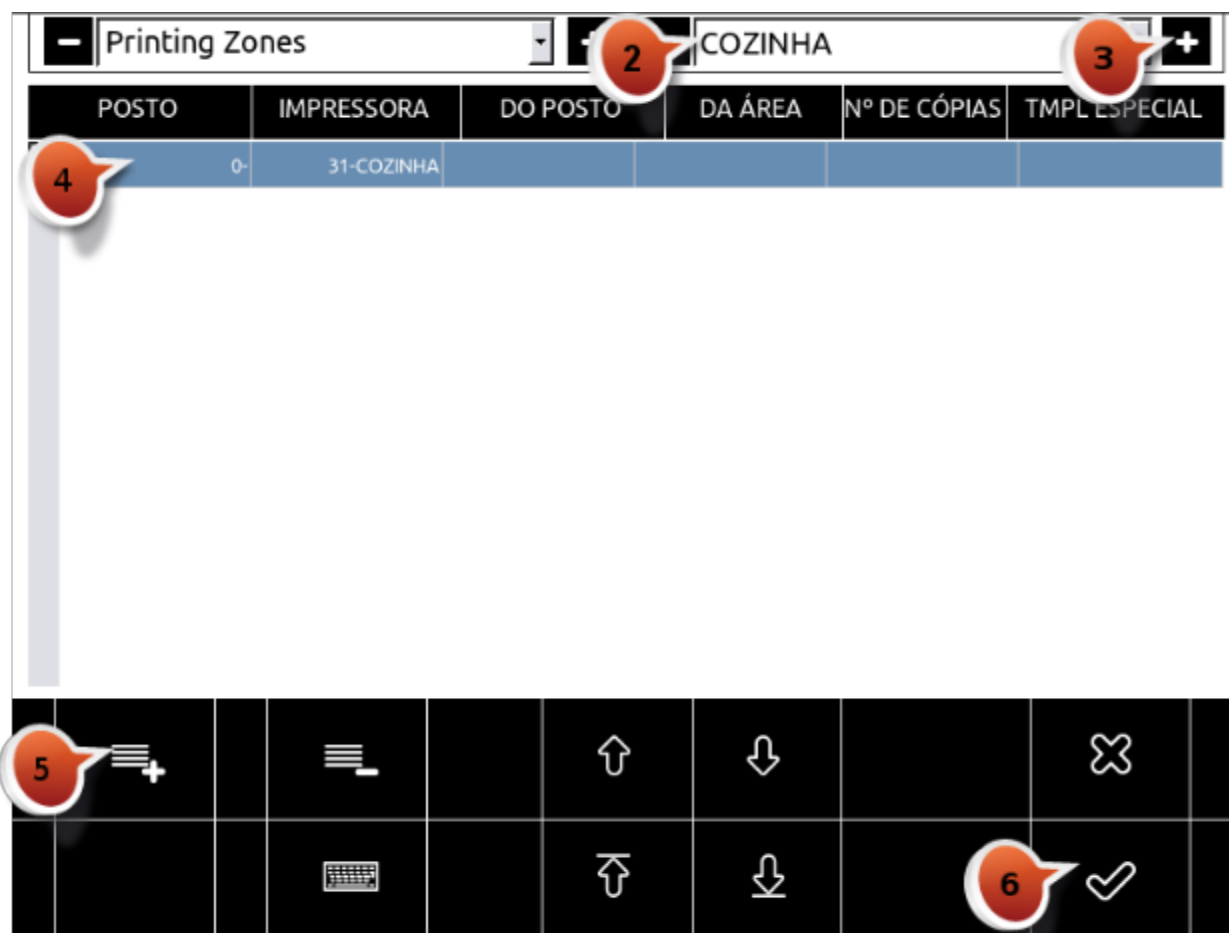 Printing Zones COZINHA
2 3
POSTO IMPRESSORA DO POSTO DA ÁREA Nº DE CÓPIAS TMPL ESPECIAL
4 0- 31-COZINHA
5
6